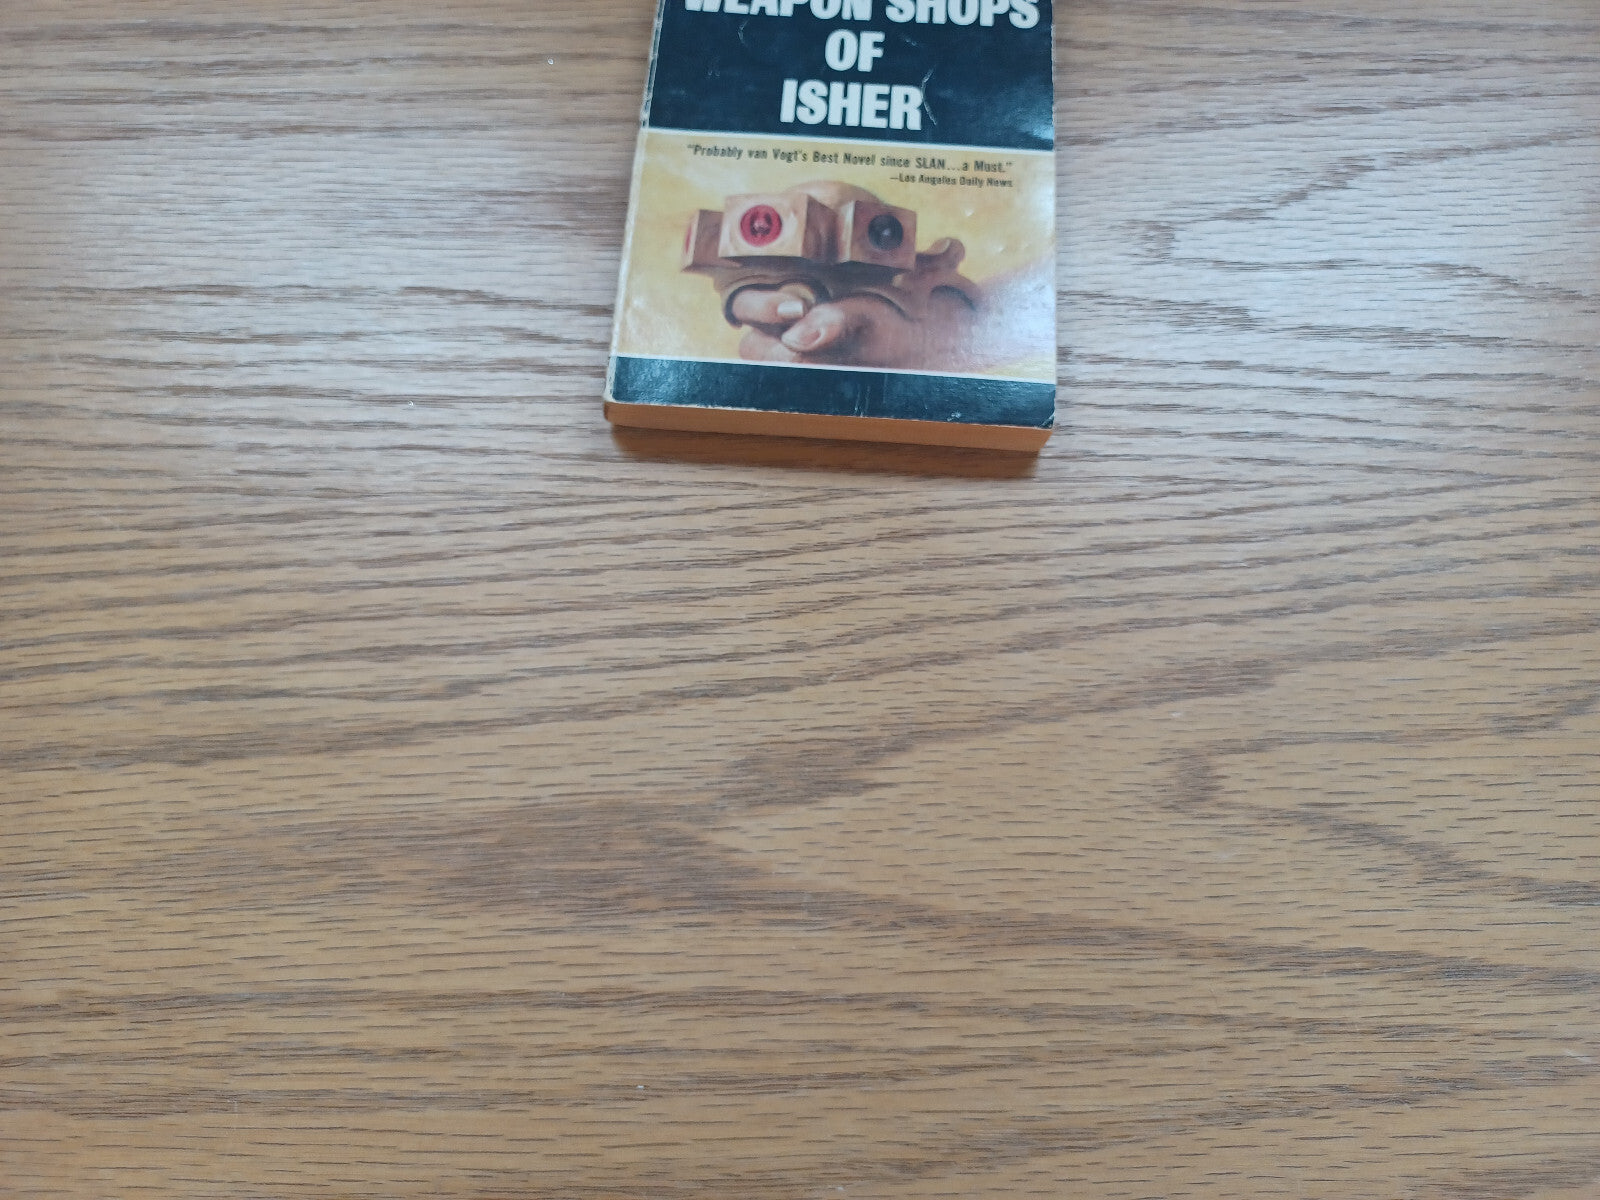 WEAPON SHOPS
OF
ISHER
"Probably van Vogt's Best Novel since SLAN...a Must."
—Los Angeles Daily News